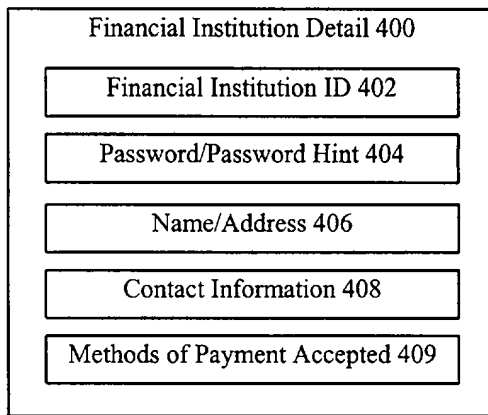 Financial Institution Detail 400
Financial Institution ID 402
Password/Password Hint 404
Name/Address 406
Contact Information 408
Methods of Payment Accepted 409